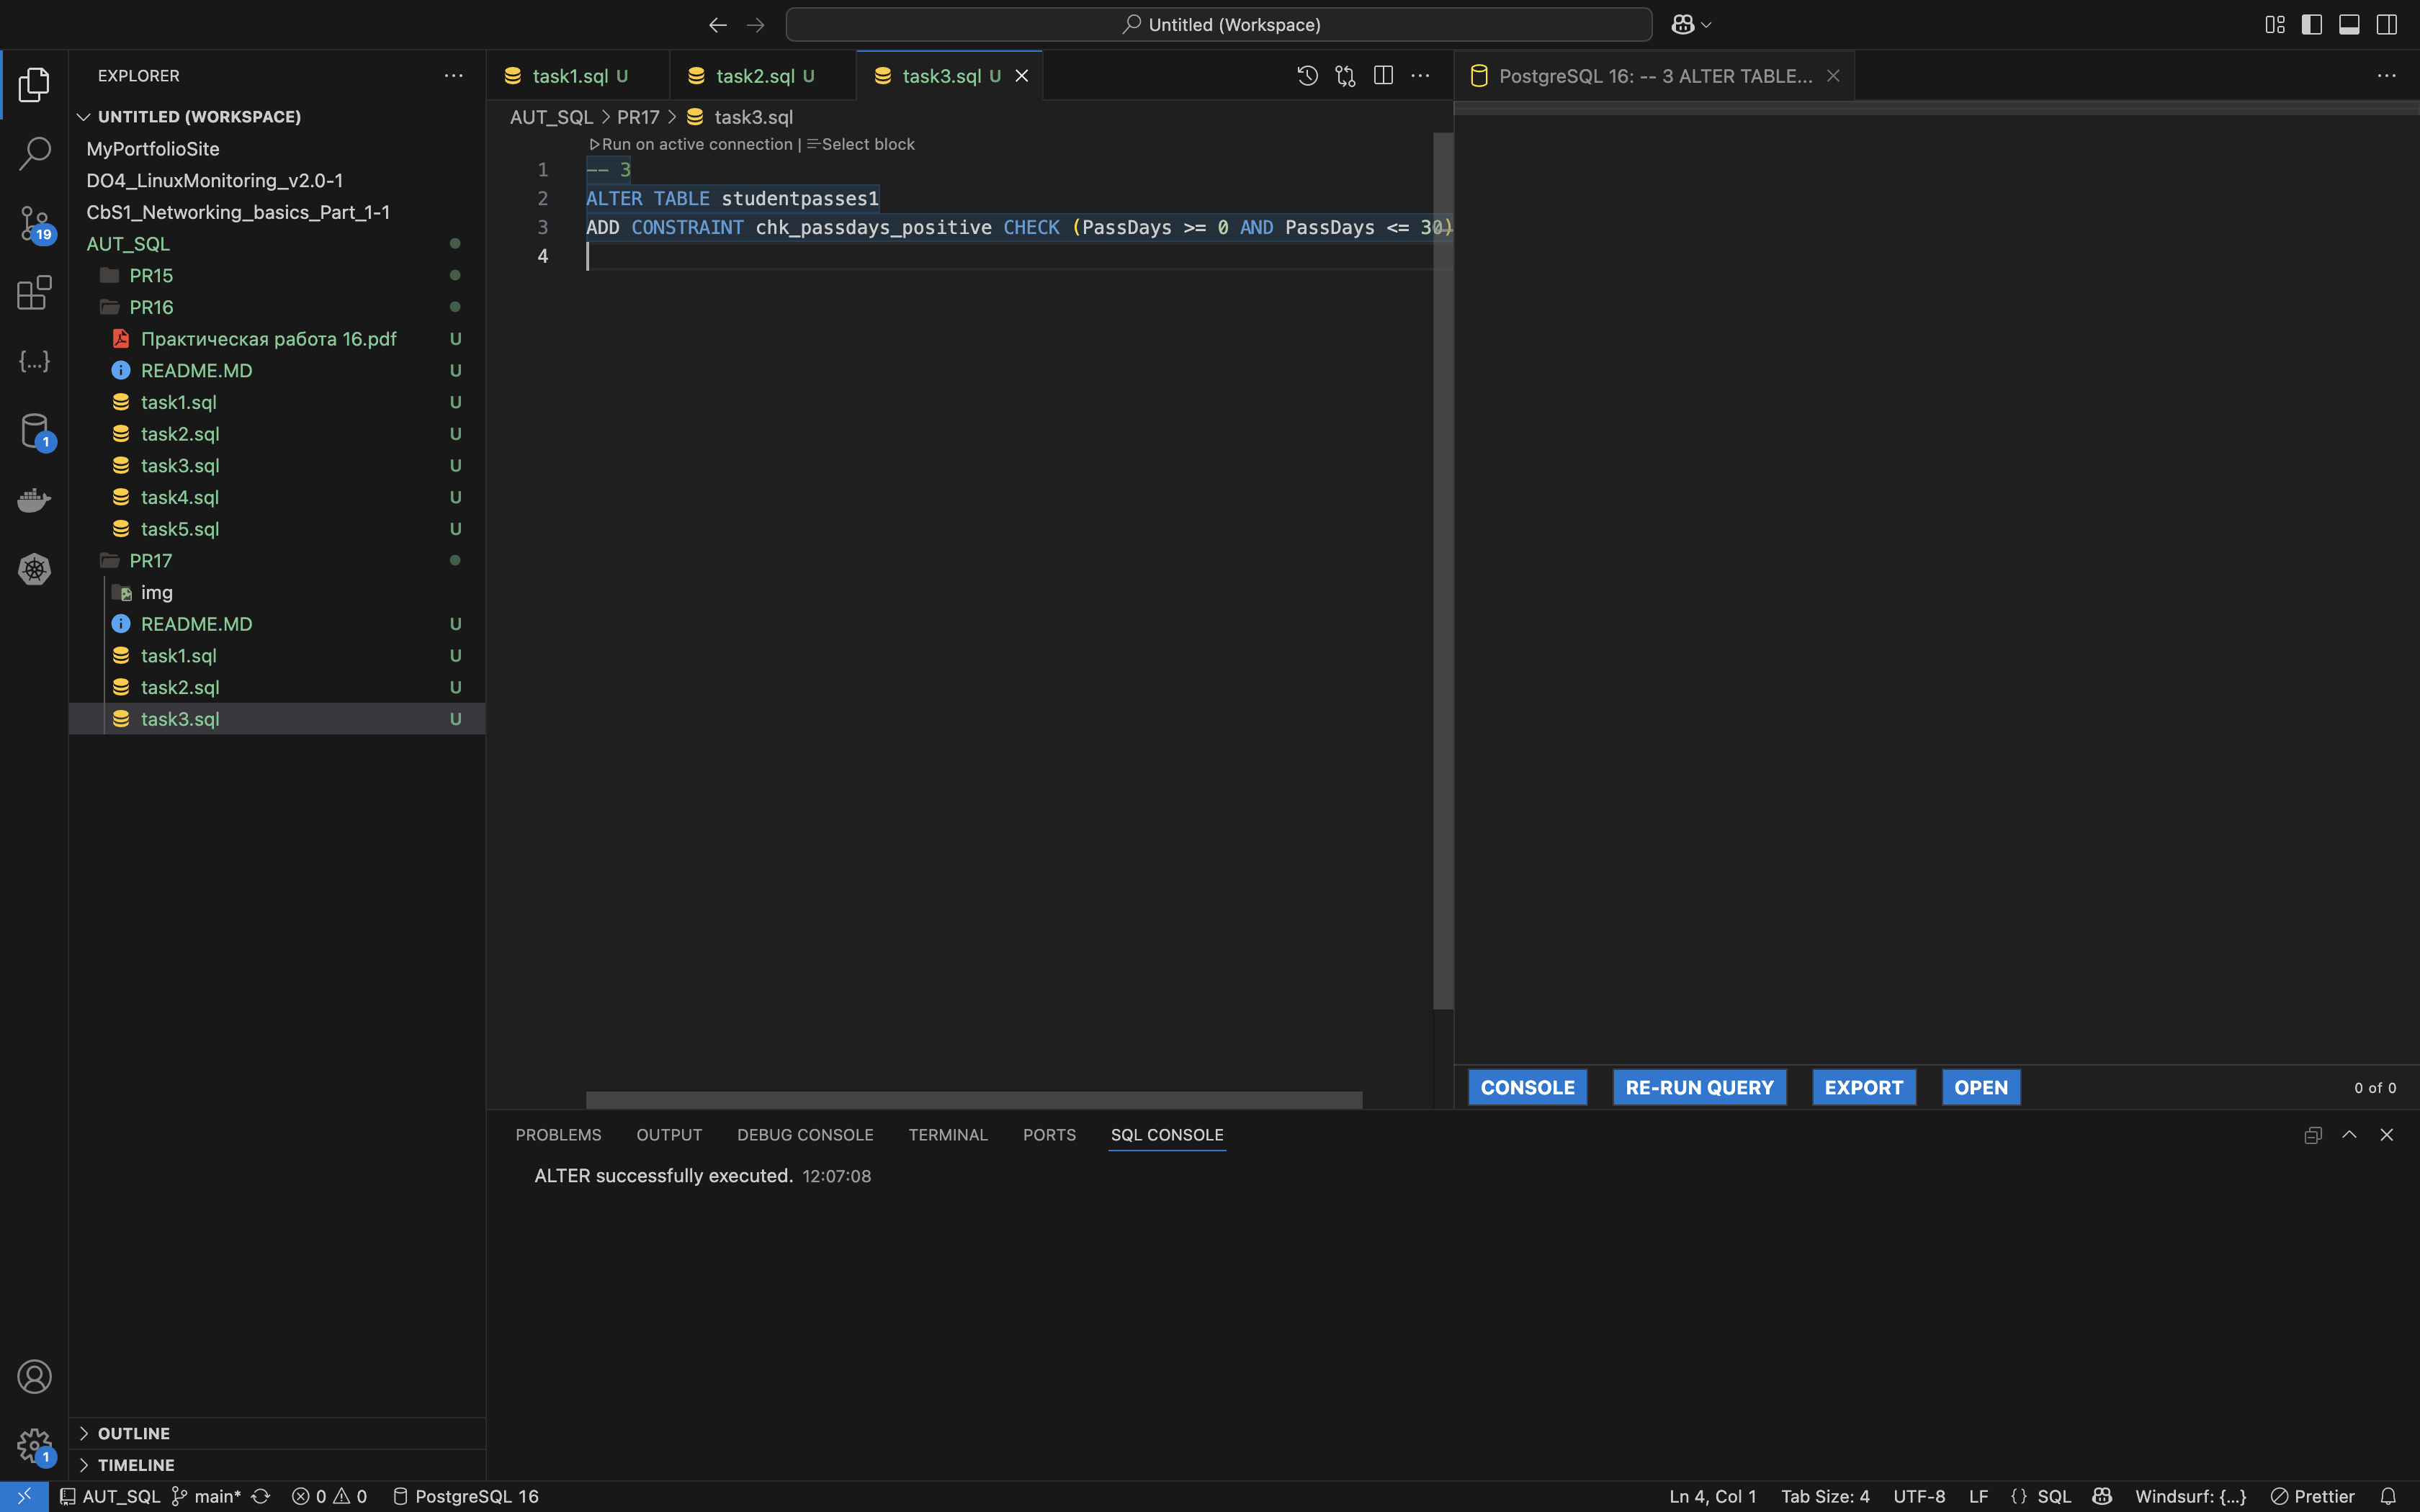 Untitled (Workspace)
EXPLORER
UNTITLED (WORKSPACE)
MyPortfolioSite
DO4_LinuxMonitoring_v2.0-1
CbS1_Networking_basics_Part_1-1
AUT_SQL
PR15
PR16
Практическая работа 16.pdf U
README.MD U
task1.sql U
task2.sql U
task3.sql U
task4.sql U
task5.sql U
PR17
img
README.MD U
task1.sql U
task2.sql U
task3.sql U
OUTLINE
TIMELINE
19
1
1
task1.sql U task2.sql U task3.sql U
AUT_SQL > PR17 > task3.sql
Run on active connection | Select block
1 -- 3
2 ALTER TABLE studentpasses1
3 ADD CONSTRAINT chk_passdays_positive CHECK (PassDays >= 0 AND PassDays <= 30)
4
PostgreSQL 16: -- 3 ALTER TABLE...
CONSOLE RE-RUN QUERY EXPORT OPEN 0 of 0
PROBLEMS OUTPUT DEBUG CONSOLE TERMINAL PORTS SQL CONSOLE
ALTER successfully executed. 12:07:08
AUT_SQL main* 0 0 PostgreSQL 16 Ln 4, Col 1 Tab Size: 4 UTF-8 LF {} SQL Windsurf: {...} Prettier